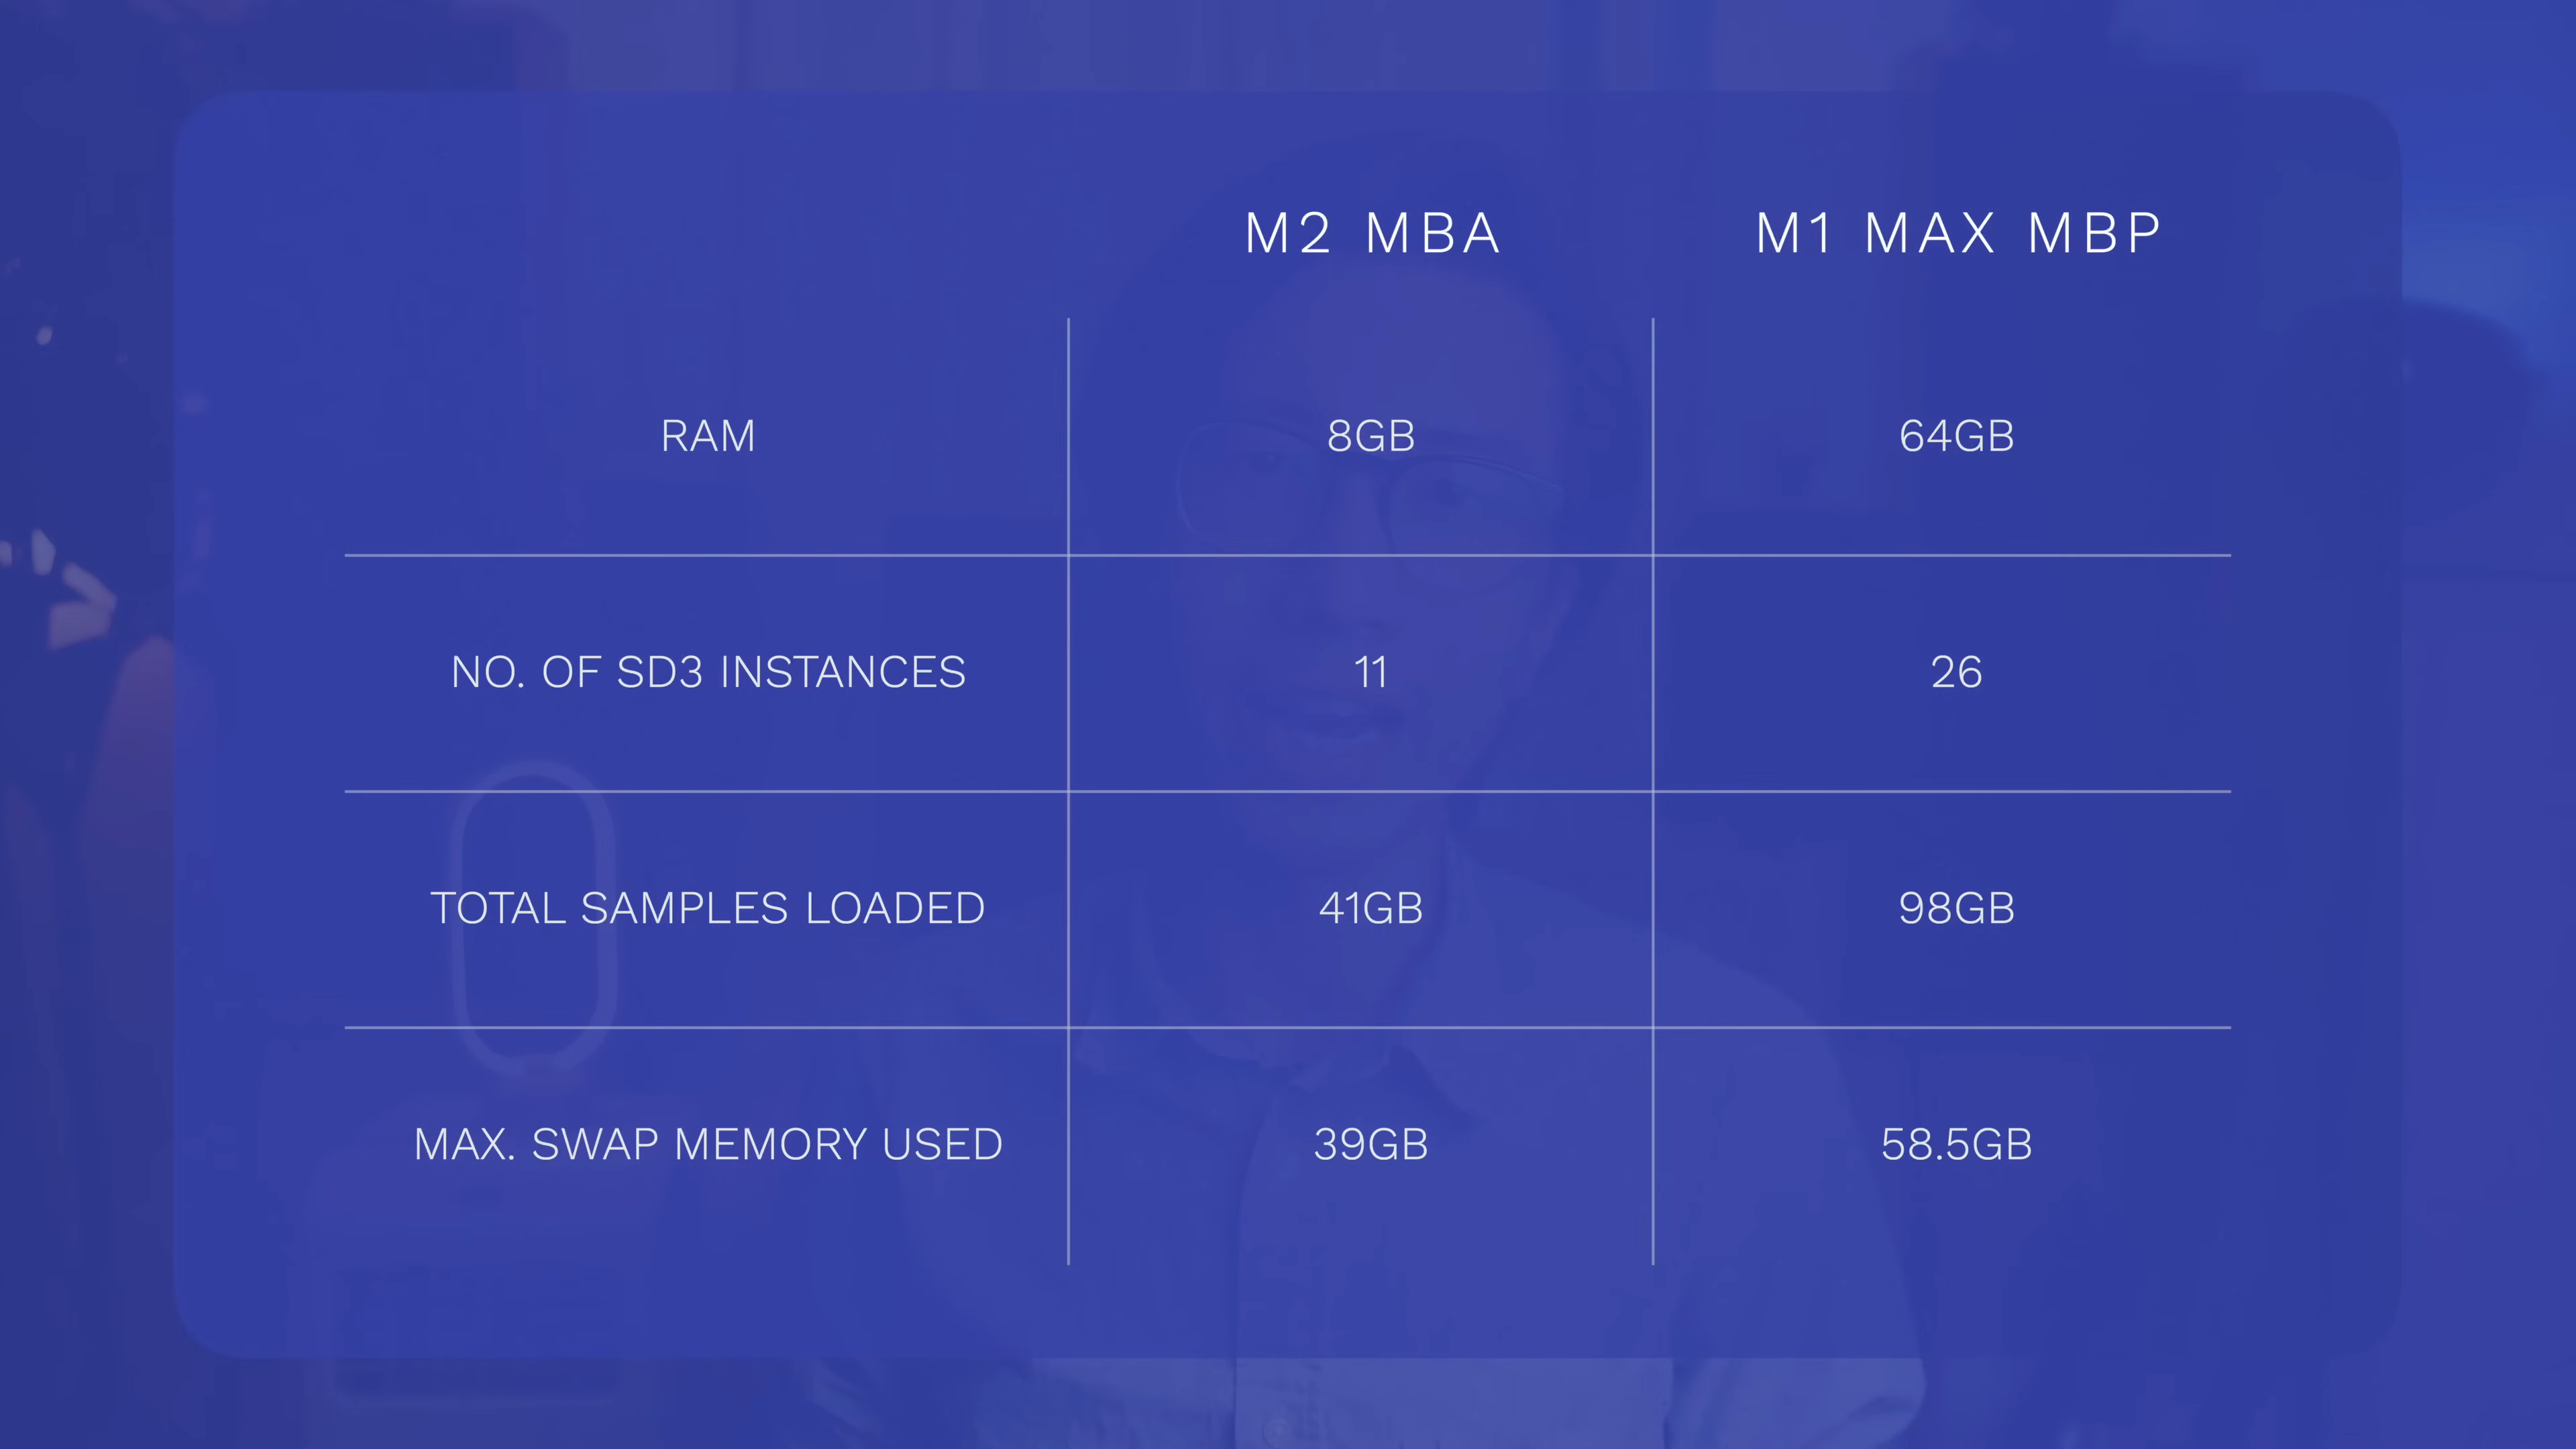 M2 MBA M1 MAX MBP
RAM 8GB 64GB
NO. OF SD3 INSTANCES 11 26
TOTAL SAMPLES LOADED 41GB 98GB
MAX. SWAP MEMORY USED 39GB 58.5GB